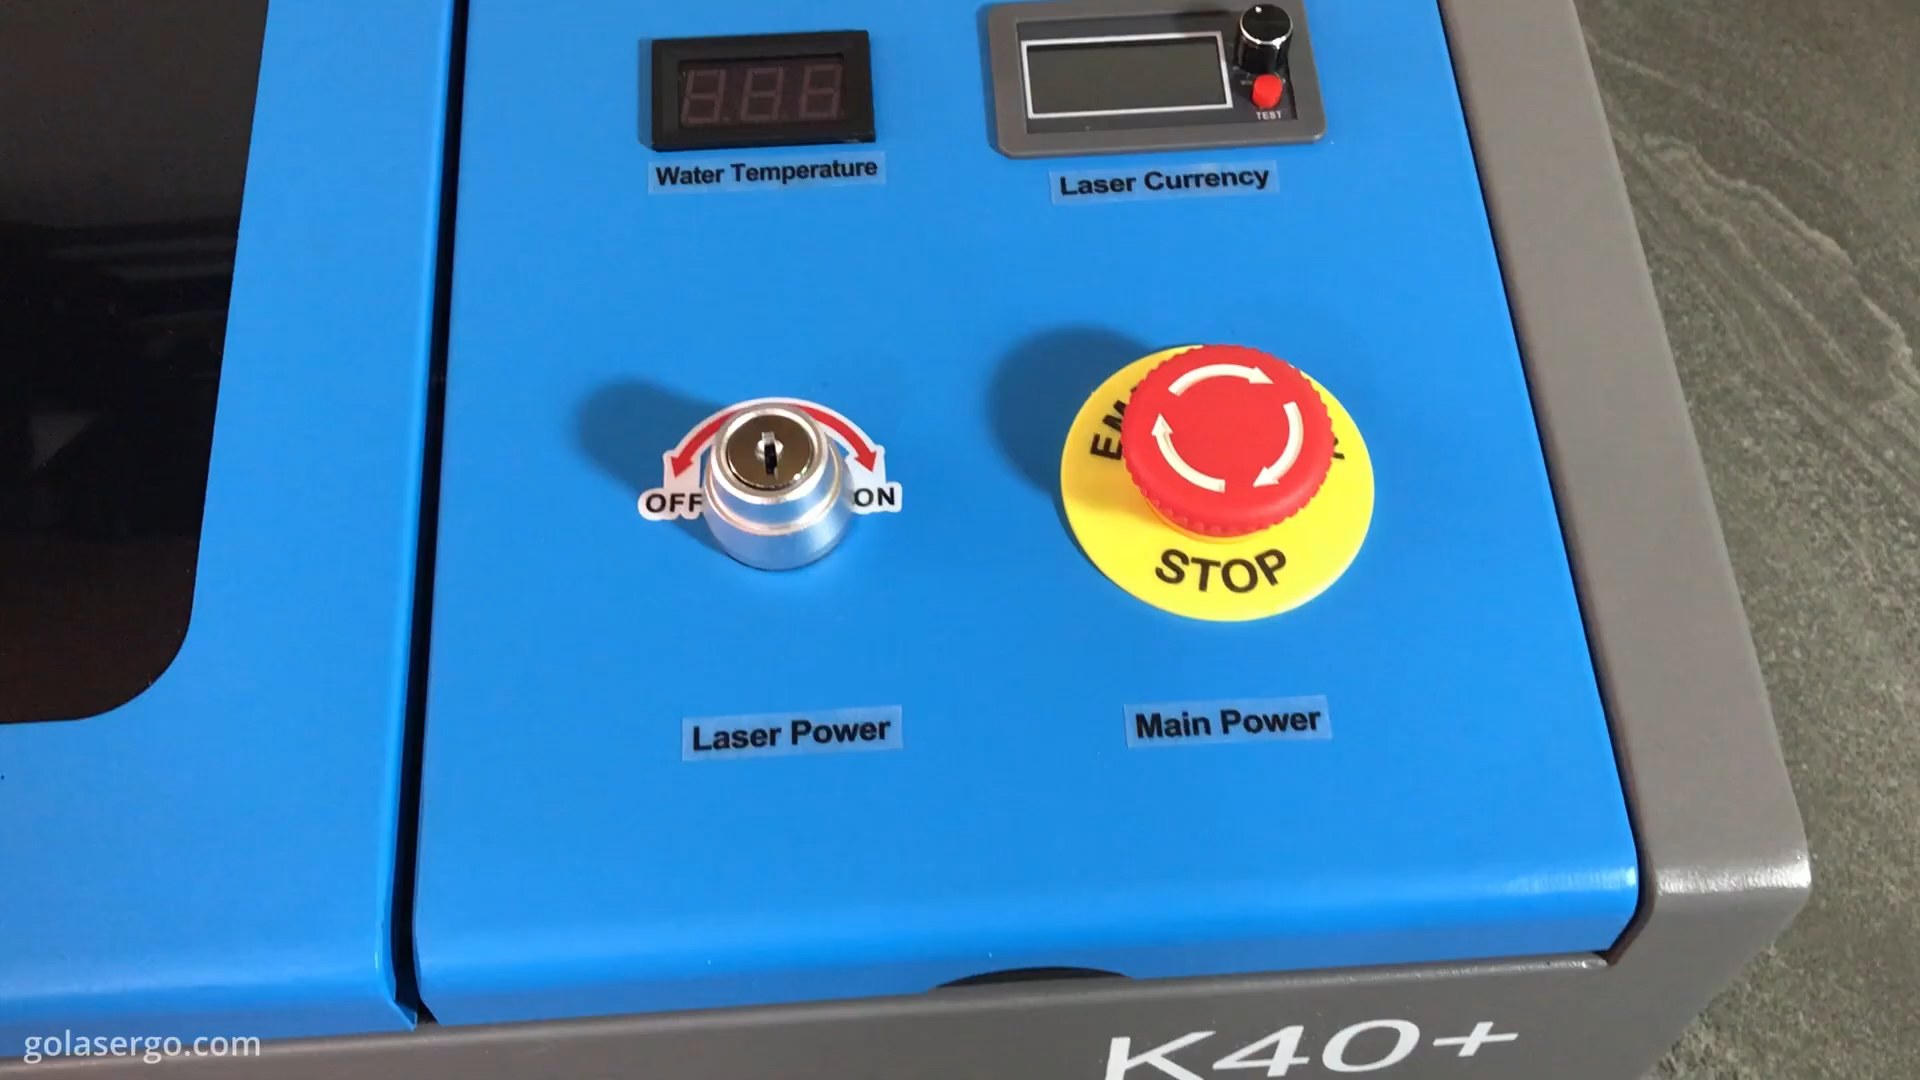 TEST
Water Temperature
Laser Currency
OFF
ON
STOP
Laser Power
Main Power
K40+
golasergo.com